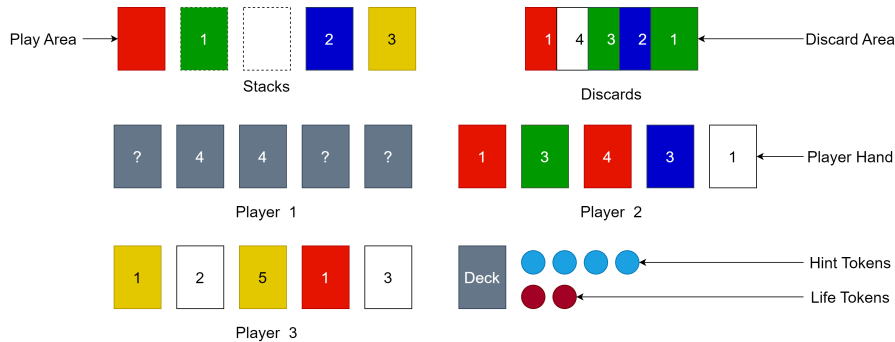 Play Area
1
2
3
Stacks
1
4
3
2
1
Discard Area
Discards
?
4
4
?
?
Player 1
1
3
4
3
1
Player Hand
Player 2
1
2
5
1
3
Player 3
Deck
Hint Tokens
Life Tokens